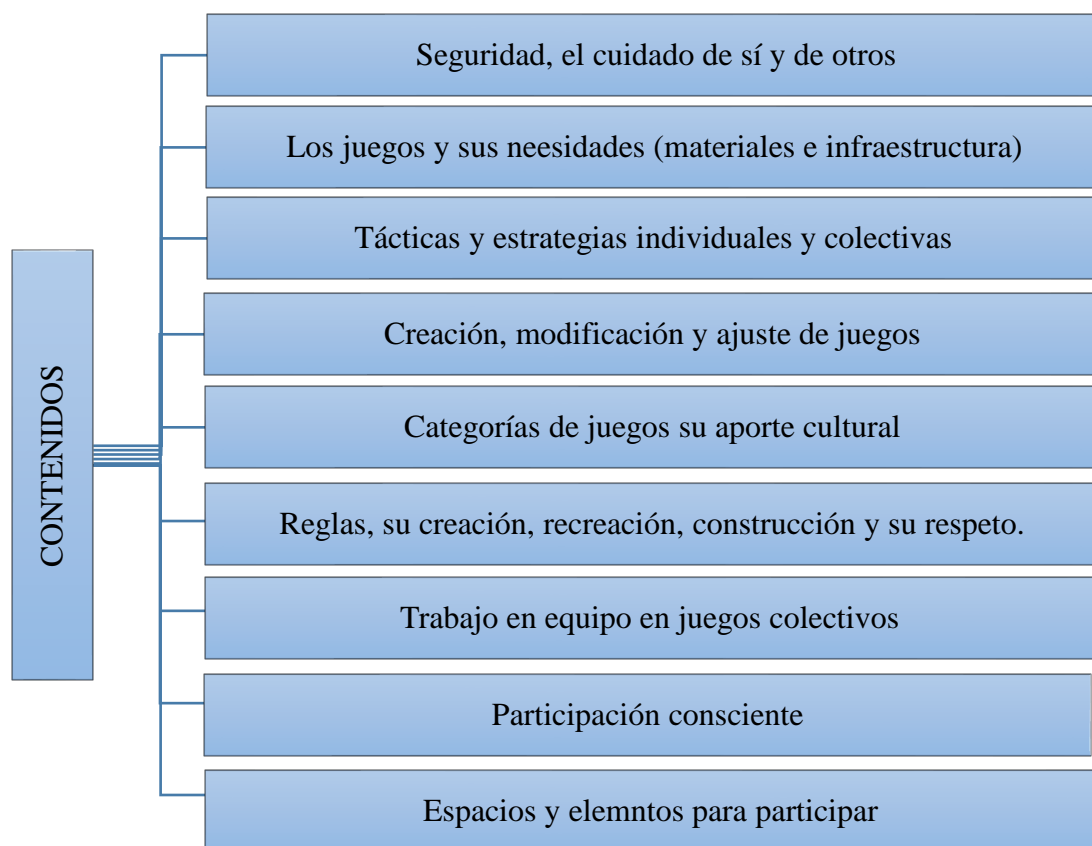 CONTENIDOS
Seguridad, el cuidado de sí y de otros
Los juegos y sus neesidades (materiales e infraestructura)
Tácticas y estrategias individuales y colectivas
Creación, modificación y ajuste de juegos
Categorías de juegos su aporte cultural
Reglas, su creación, recreación, construcción y su respeto.
Trabajo en equipo en juegos colectivos
Participación consciente
Espacios y elemntos para participar